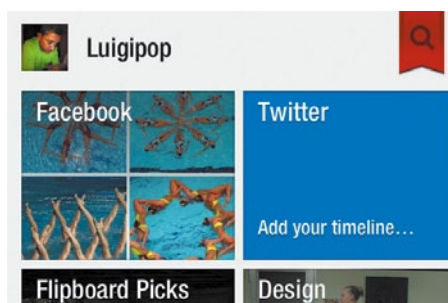 Luigipop
Facebook
Twitter
Add your timeline…
Flipboard Picks
Design